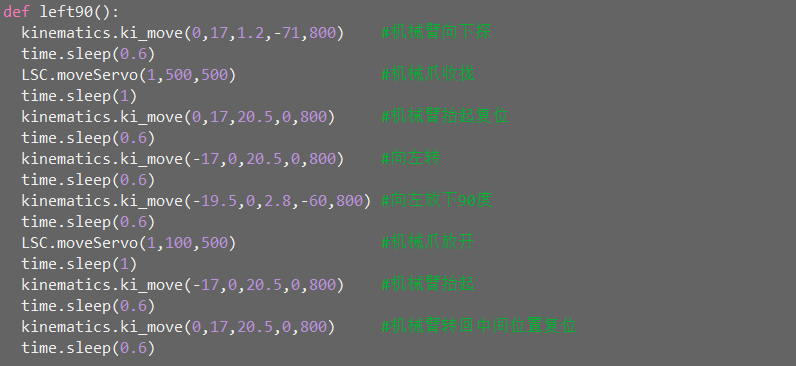 def left90():
  kinematics.ki_move(0,17,1.2,-71,800)    #机械臂向下探
  time.sleep(0.6)
  LSC.moveServo(1,500,500)                #机械爪收拢
  time.sleep(1)
  kinematics.ki_move(0,17,20.5,0,800)     #机械臂抬起复位
  time.sleep(0.6)
  kinematics.ki_move(-17,0,20.5,0,800)    #向左转
  time.sleep(0.6)
  kinematics.ki_move(-19.5,0,2.8,-60,800) #向左放下90度
  time.sleep(0.6)
  LSC.moveServo(1,100,500)                #机械爪放开
  time.sleep(1)
  kinematics.ki_move(-17,0,20.5,0,800)    #机械臂抬起
  time.sleep(0.6)
  kinematics.ki_move(0,17,20.5,0,800)     #机械臂转回中间位置复位
  time.sleep(0.6)